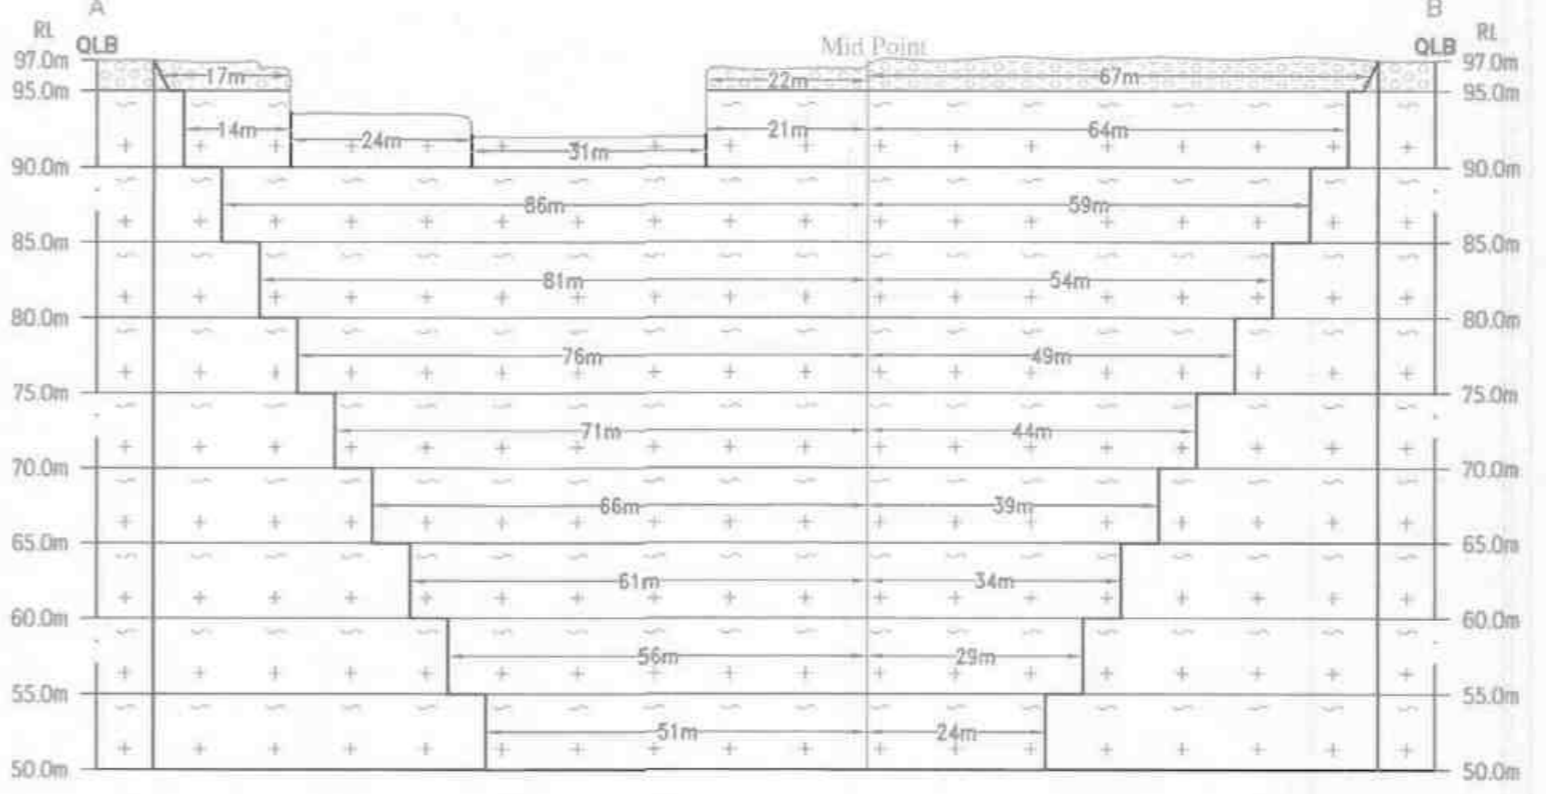 A B
RL QLB Mid Point QLB RL
97.0m 17m 22m 67m 97.0m
95.0m 95.0m
14m 24m 31m 21m 64m
90.0m 90.0m
86m 59m
85.0m 85.0m
81m 54m
80.0m 80.0m
76m 49m
75.0m 75.0m
71m 44m
70.0m 70.0m
66m 39m
65.0m 65.0m
61m 34m
60.0m 60.0m
56m 29m
55.0m 55.0m
51m 24m
50.0m 50.0m